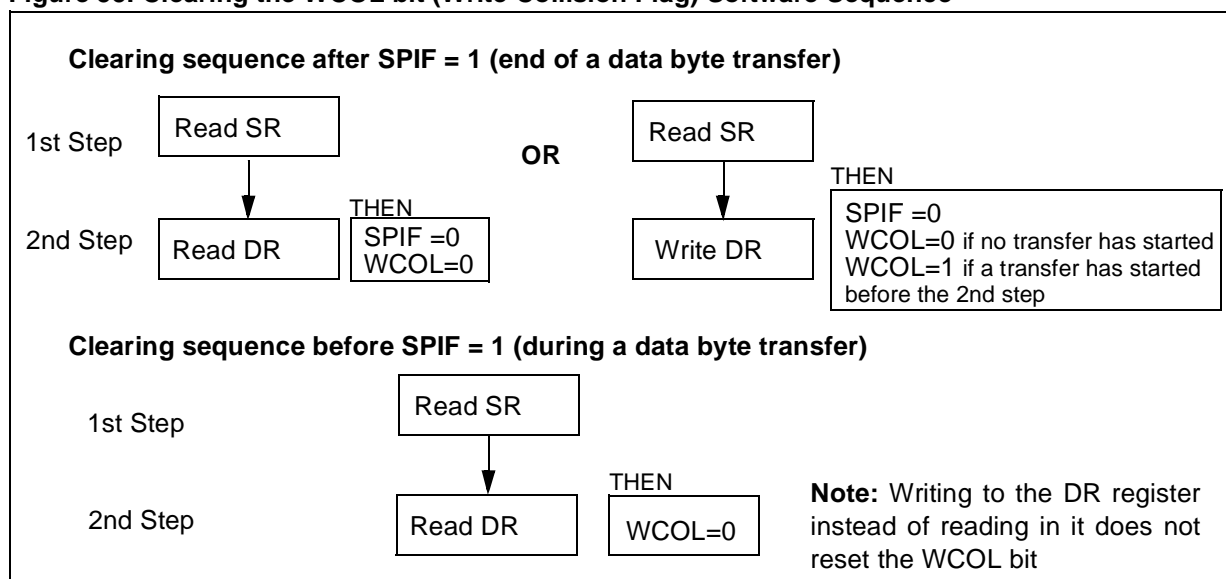 Clearing sequence after SPIF = 1 (end of a data byte transfer)
1st Step
Read SR
OR
Read SR
THEN
2nd Step
Read DR
THEN
SPIF =0
WCOL=0
Write DR
SPIF =0
WCOL=0 if no transfer has started
WCOL=1 if a transfer has started
before the 2nd step
Clearing sequence before SPIF = 1 (during a data byte transfer)
1st Step
Read SR
2nd Step
Read DR
THEN
WCOL=0
Note: Writing to the DR register
instead of reading in it does not
reset the WCOL bit